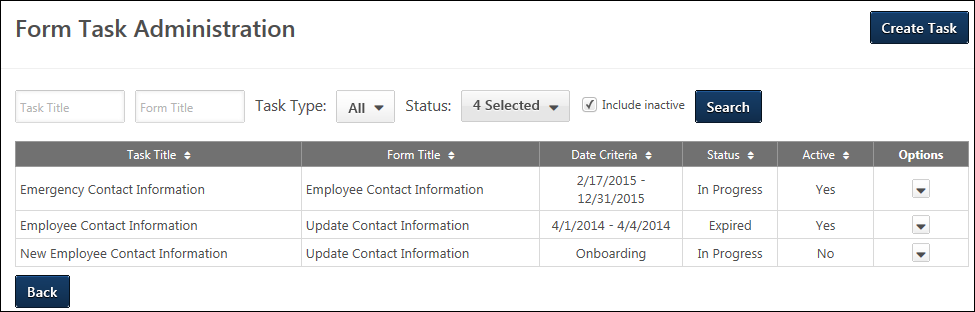 Form Task Administration
Create Task
Task Title Form Title Task Type: All Status: 4 Selected Include inactive Search
Task Title Form Title Date Criteria Status Active Options
Emergency Contact Information Employee Contact Information 2/17/2015 - In Progress Yes
12/31/2015
Employee Contact Information Update Contact Information 4/1/2014 - 4/4/2014 Expired Yes
New Employee Contact Information Update Contact Information Onboarding In Progress No
Back